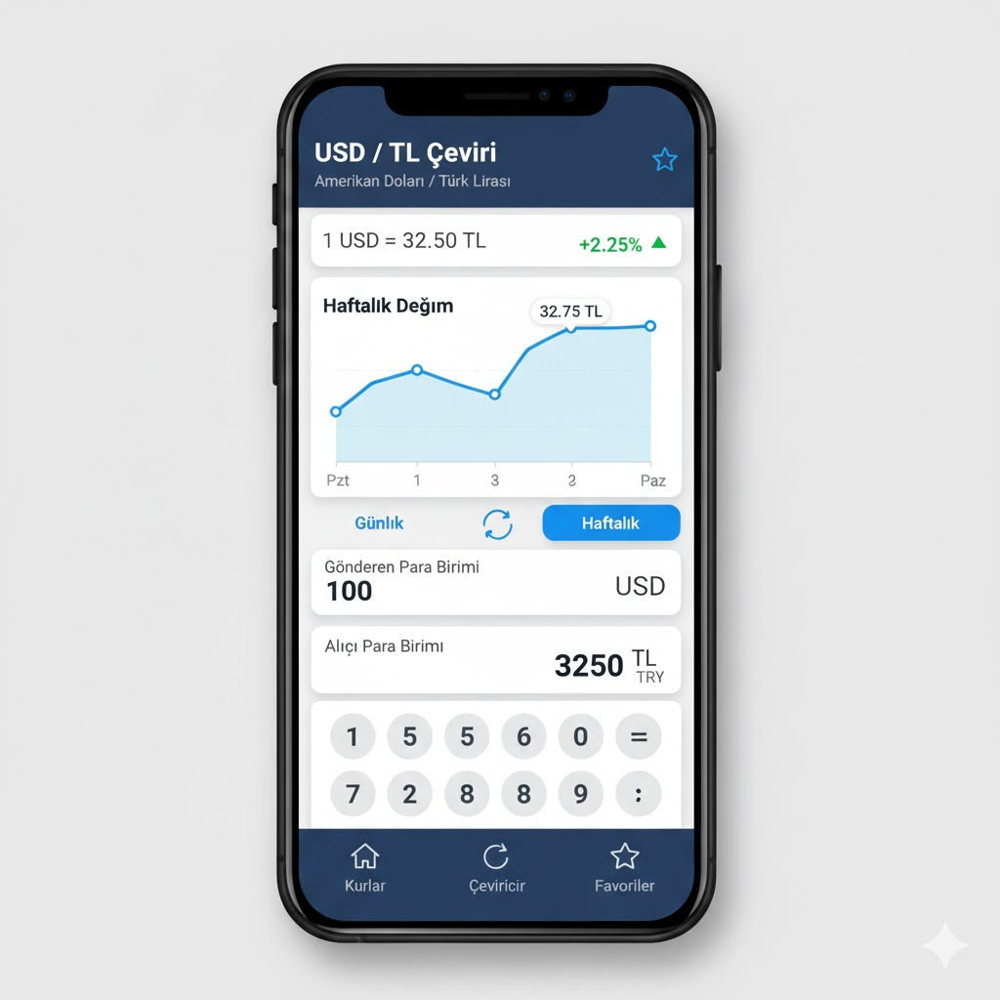 USD / TL Çeviri
Amerikan Doları / Türk Lirası
1 USD = 32.50 TL +2.25%
Haftalık Değım
32.75 TL
Pzt 1 3 3 Paz
Günlık Haftalık
Gönderen Para Birimi
100 USD
Alıçı Para Birimı
3250 TL
TRY
1 5 5 6 0 =
7 2 8 8 9 :
Kurlar Çeviricir Favoriler